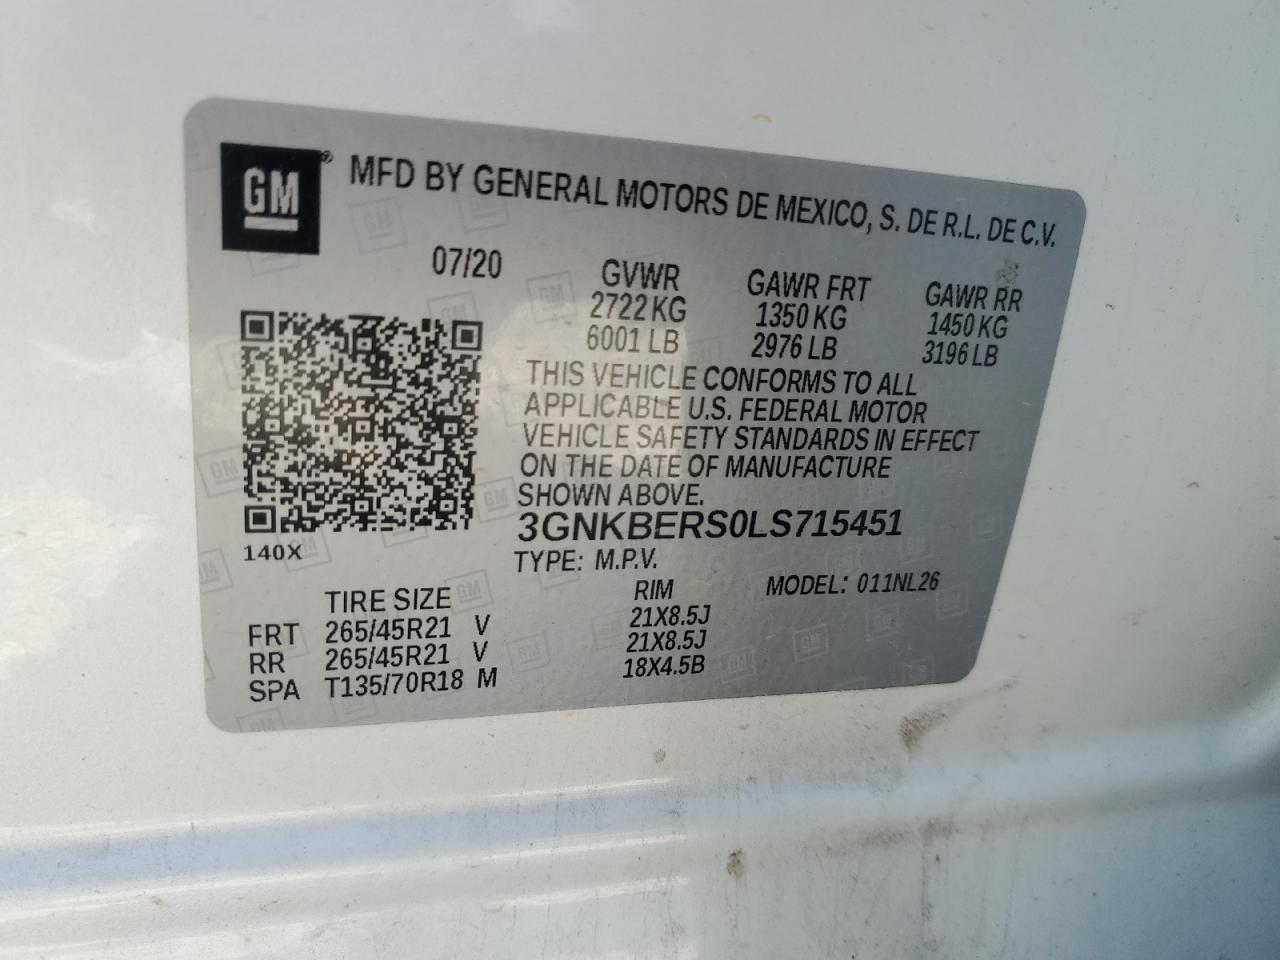 GM® MFD BY GENERAL MOTORS DE MEXICO, S. DE R.L. DE C.V.
07/20 GVWR GAWR FRT GAWR RR
2722 KG 1350 KG 1450 KG
6001 LB 2976 LB 3196 LB
THIS VEHICLE CONFORMS TO ALL
APPLICABLE U.S. FEDERAL MOTOR
VEHICLE SAFETY STANDARDS IN EFFECT
ON THE DATE OF MANUFACTURE
SHOWN ABOVE.
3GNKBERS0LS715451
140X
TYPE: M.P.V. MODEL: 011NL26
TIRE SIZE RIM
FRT 265/45R21 V 21X8.5J
RR 265/45R21 V 21X8.5J
SPA T135/70R18 M 18X4.5B